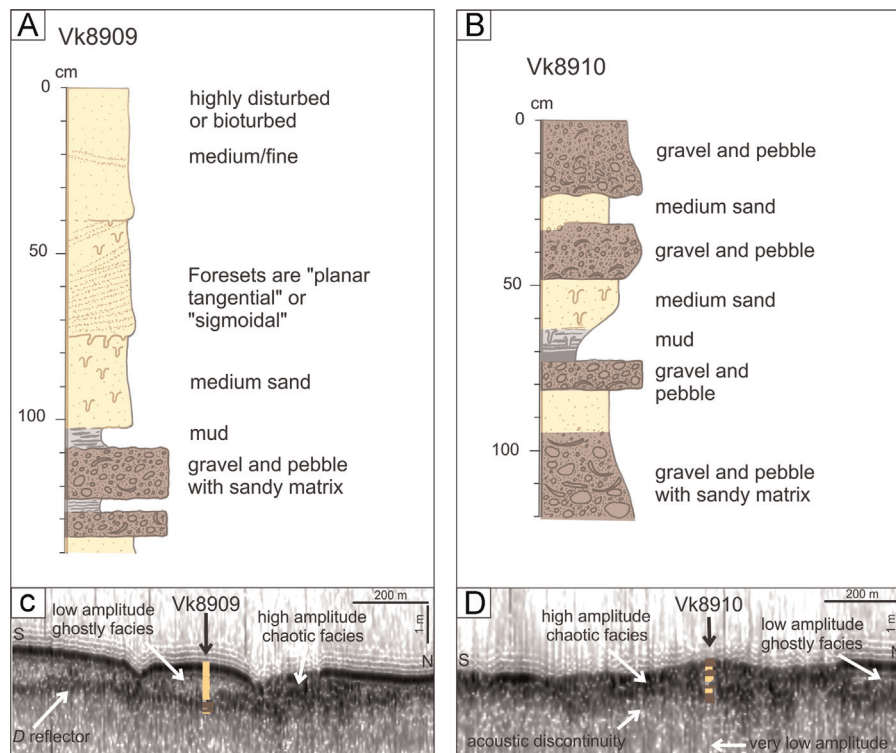 A
Vk8909
cm
0
highly disturbed
or bioturbed
medium/fine
50
Foresets are "planar
tangential" or
"sigmoidal"
medium sand
100
mud
gravel and pebble
with sandy matrix
B
Vk8910
cm
0
gravel and pebble
medium sand
gravel and pebble
50
medium sand
mud
gravel and
pebble
100
gravel and pebble
with sandy matrix
c
Vk8909
200 m
1 m
low amplitude
ghostly facies
high amplitude
chaotic facies
S
N
D reflector
D
Vk8910
200 m
1 m
high amplitude
chaotic facies
low amplitude
ghostly facies
S
N
acoustic discontinuity
very low amplitude